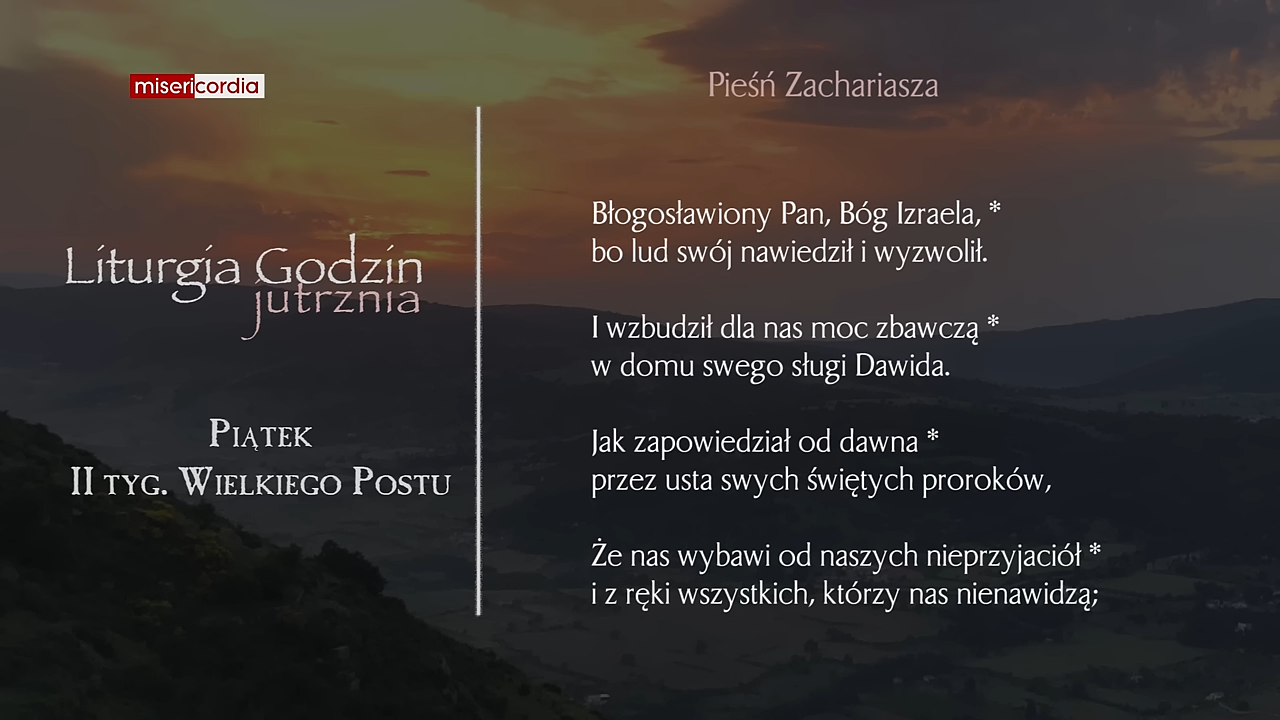 misericordia
Liturgia Godzin
jutrznia
Piątek
II tyg. Wielkiego Postu
Pieśń Zachariasza
Błogosławiony Pan, Bóg Izraela, *
bo lud swój nawiedził i wyzwolił.
I wzbudził dla nas moc zbawczą *
w domu swego sługi Dawida.
Jak zapowiedział od dawna *
przez usta swych świętych proroków,
Że nas wybawi od naszych nieprzyjaciół *
i z ręki wszystkich, którzy nas nienawidzą;